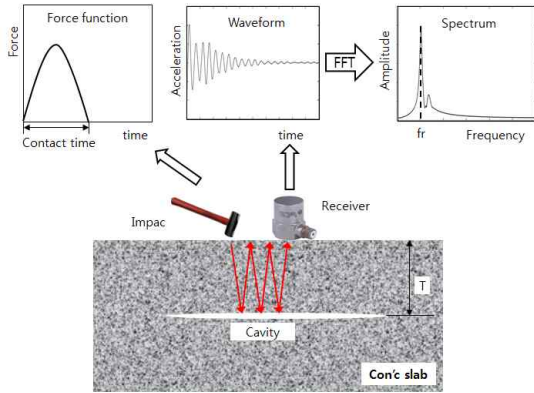 Force function
Force
time
Contact time
Waveform
Acceleration
time
FFT
Spectrum
Amplitude
fr
Frequency
Impac
Receiver
T
Cavity
Con'c slab